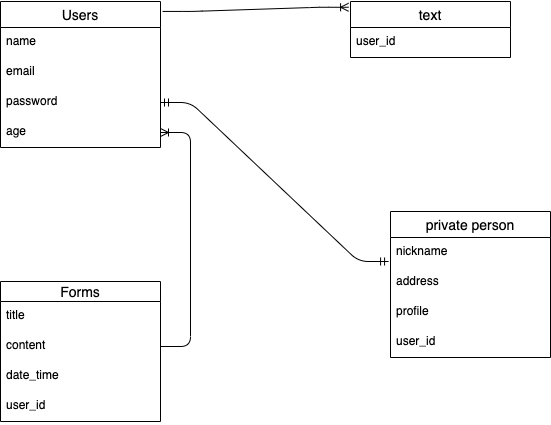 Users
name
email
password
age
text
user_id
private person
nickname
address
profile
user_id
Forms
title
content
date_time
user_id